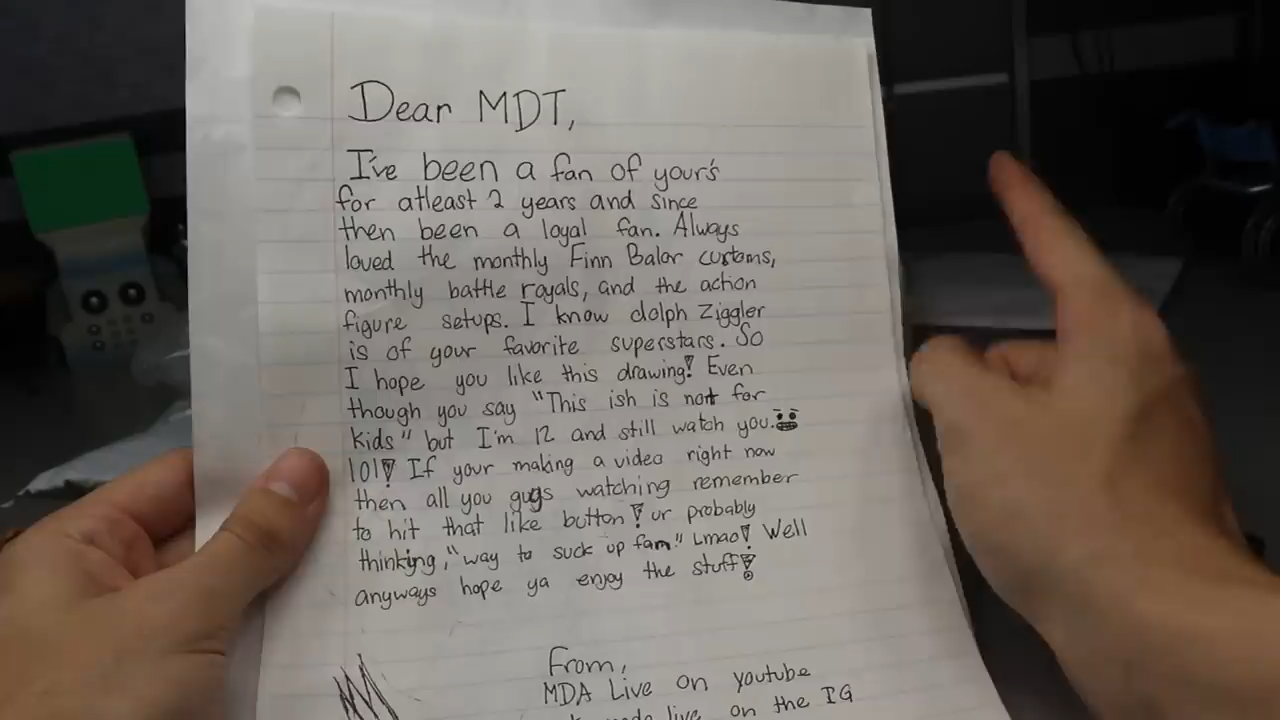 Dear MDT,
I've been a fan of your's
for atleast 2 years and since
then been a loyal fan. Always
loved the monthly Finn Balor customs,
monthly battle royals, and the action
figure setups. I know dolph Ziggler
is of your favorite superstars. So
I hope you like this drawing! Even
though you say "This ish is not for
kids" but I'm 12 and still watch you.
lol! If your making a video right now
then all you guys watching remember
to hit that like button! ur probably
thinking, "way to suck up fam" Lmao! Well
anyways hope ya enjoy the stuff!
From,
MDA Live on youtube
live on the IG